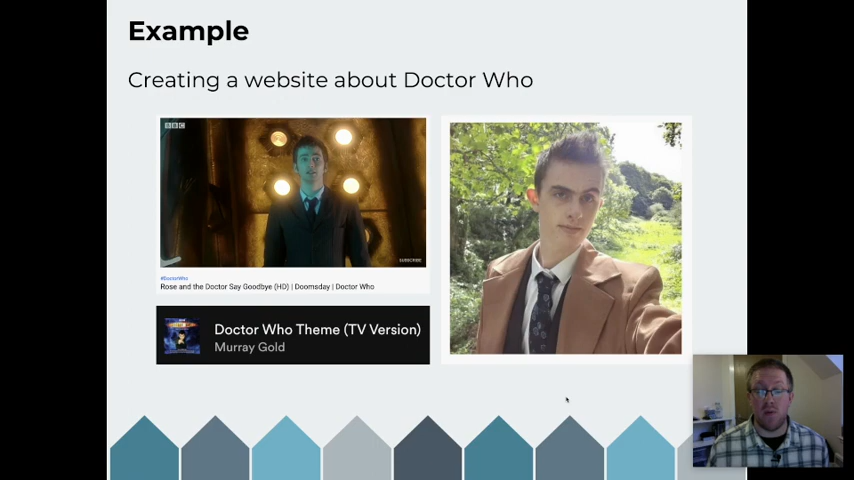 Example
Creating a website about Doctor Who
BBC
SUBSCRIBE
#DoctorWho
Rose and the Doctor Say Goodbye (HD) | Doomsday | Doctor Who
Doctor Who Theme (TV Version)
Murray Gold